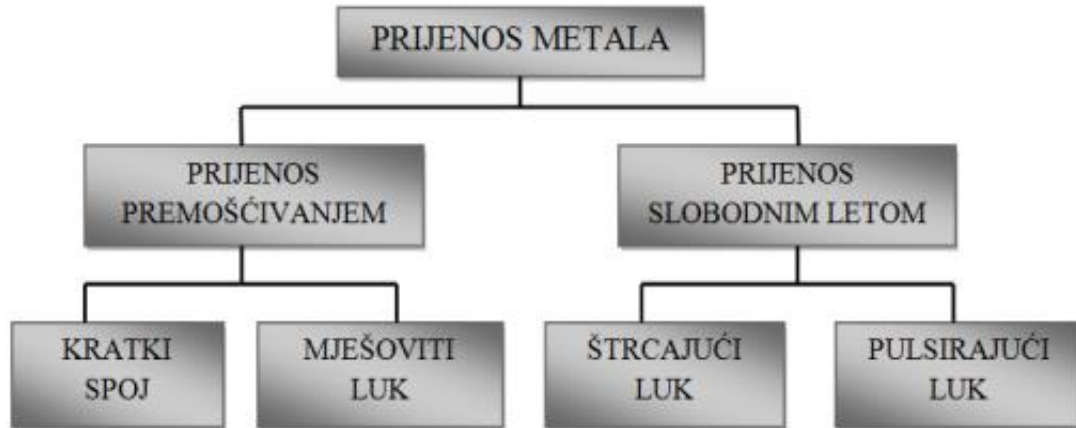 PRIJENOS METALA
PRIJENOS
PREMOŠĆIVANJEM
PRIJENOS
SLOBODNIM LETOM
KRATKI
SPOJ
MJEŠOVITI
LUK
ŠTRCAJUĆI
LUK
PULSIRAJUĆI
LUK